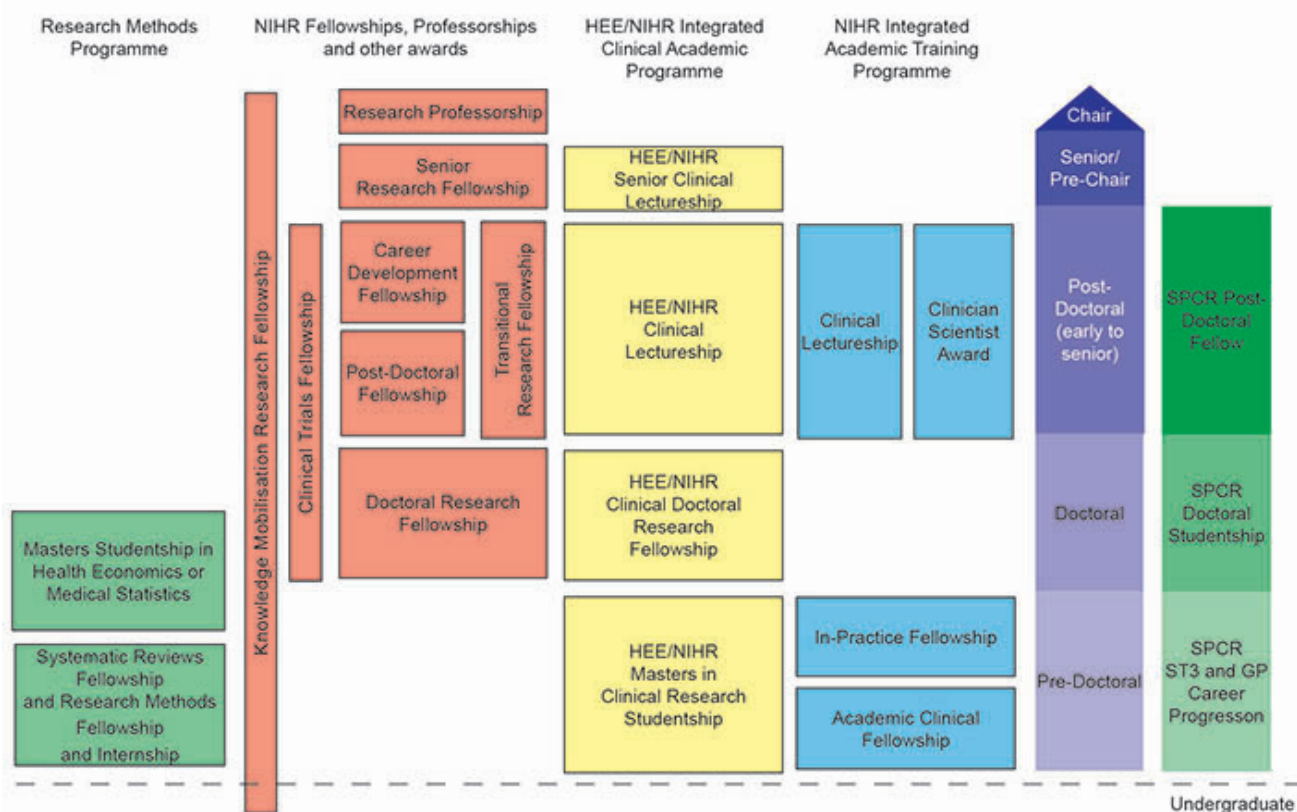 Research Methods
Programme
NIHR Fellowships, Professorships
and other awards
HEE/NIHR Integrated
Clinical Academic
Programme
NIHR Integrated
Academic Training
Programme
Knowledge Mobilisation Research Fellowship
Research Professorship
Senior
Research Fellowship
Clinical Trials Fellowship
Career
Development
Fellowship
Transitional
Research Fellowship
Post-Doctoral
Fellowship
Doctoral Research
Fellowship
Masters Studentship in
Health Economics or
Medical Statistics
Systematic Reviews
Fellowship
and Research Methods
Fellowship
and Internship
HEE/NIHR
Senior Clinical
Lectureship
HEE/NIHR
Clinical
Lectureship
HEE/NIHR
Clinical Doctoral
Research
Fellowship
HEE/NIHR
Masters in
Clinical Research
Studentship
Clinical
Lectureship
Clinician
Scientist
Award
In-Practice Fellowship
Academic Clinical
Fellowship
Chair
Senior/
Pre-Chair
Post-
Doctoral
(early to
senior)
Doctoral
Pre-Doctoral
SPCR Post-
Doctoral
Fellow
SPCR
Doctoral
Studentship
SPCR
ST3 and GP
Career
Progresson
Undergraduate